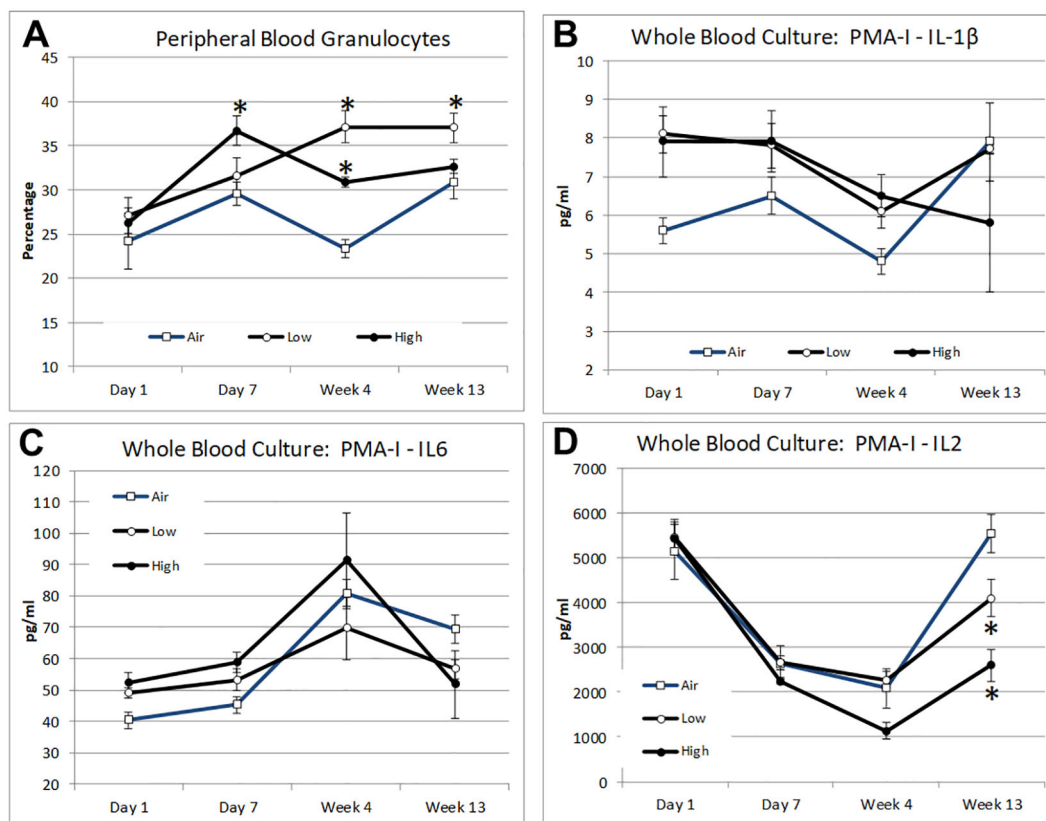 A
Peripheral Blood Granulocytes
45
40
35
30
25
20
15
10
Percentage
*
*
*
*
Air
Low
High
Day 1
Day 7
Week 4
Week 13
B
Whole Blood Culture: PMA-I - IL-1β
10
9
8
7
6
5
4
3
2
pg/ml
Air
Low
High
Day 1
Day 7
Week 4
Week 13
C
Whole Blood Culture: PMA-I - IL6
120
110
100
90
80
70
60
50
40
30
20
pg/ml
Air
Low
High
Day 1
Day 7
Week 4
Week 13
D
Whole Blood Culture: PMA-I - IL2
7000
6000
5000
4000
3000
2000
1000
0
pg/ml
Air
Low
High
*
*
Day 1
Day 7
Week 4
Week 13